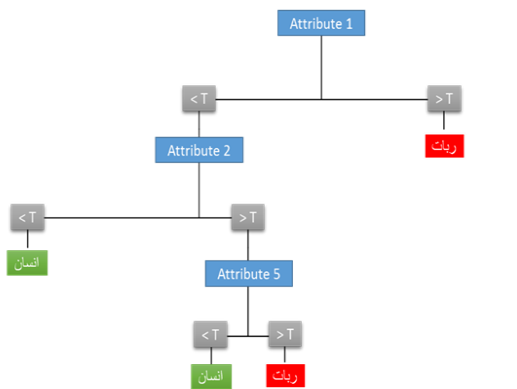 Attribute 1
< T
> T
ربات
Attribute 2
< T
> T
انسان
Attribute 5
< T
> T
انسان
ربات